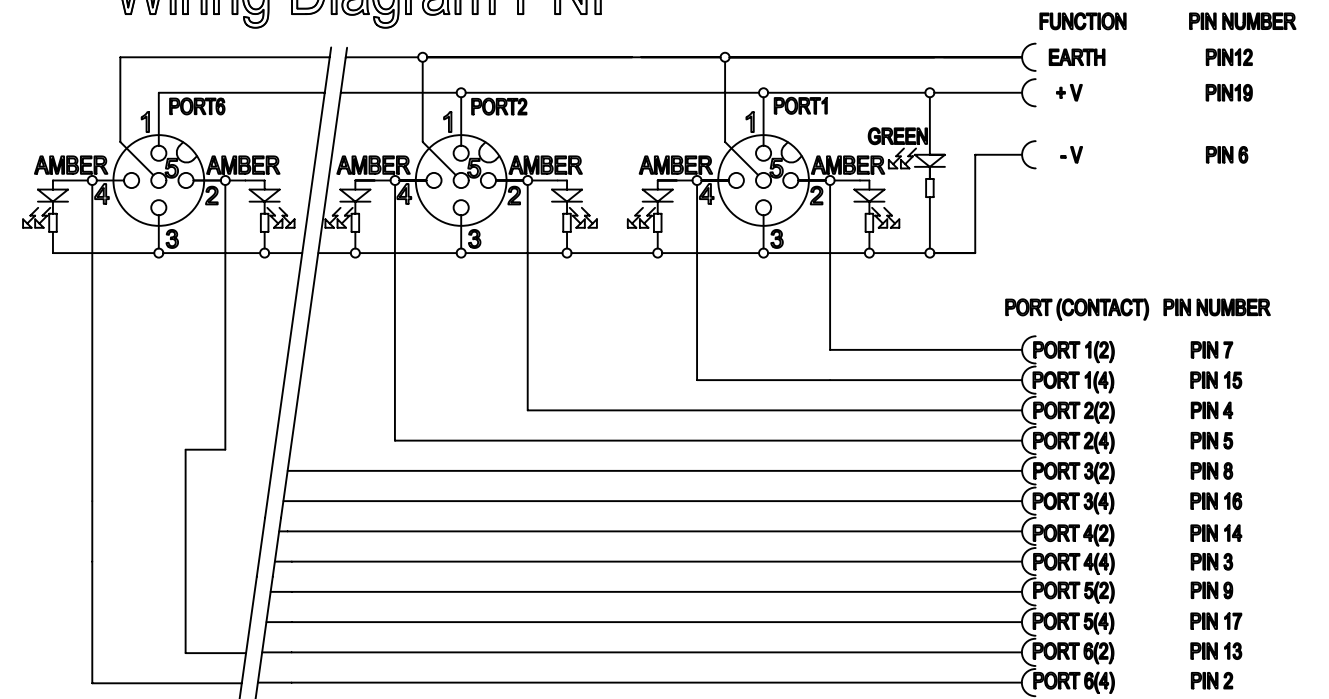 Wiring Diagram PNP
FUNCTION PIN NUMBER
EARTH PIN12
+ V PIN19
- V PIN 6
PORT6 PORT2 PORT1
1 1 1
GREEN
AMBER 5 AMBER AMBER 5 AMBER AMBER 5 AMBER
4 2 4 2 4 2
3 3 3
PORT (CONTACT) PIN NUMBER
PORT 1(2) PIN 7
PORT 1(4) PIN 15
PORT 2(2) PIN 4
PORT 2(4) PIN 5
PORT 3(2) PIN 8
PORT 3(4) PIN 16
PORT 4(2) PIN 14
PORT 4(4) PIN 3
PORT 5(2) PIN 9
PORT 5(4) PIN 17
PORT 6(2) PIN 13
PORT 6(4) PIN 2